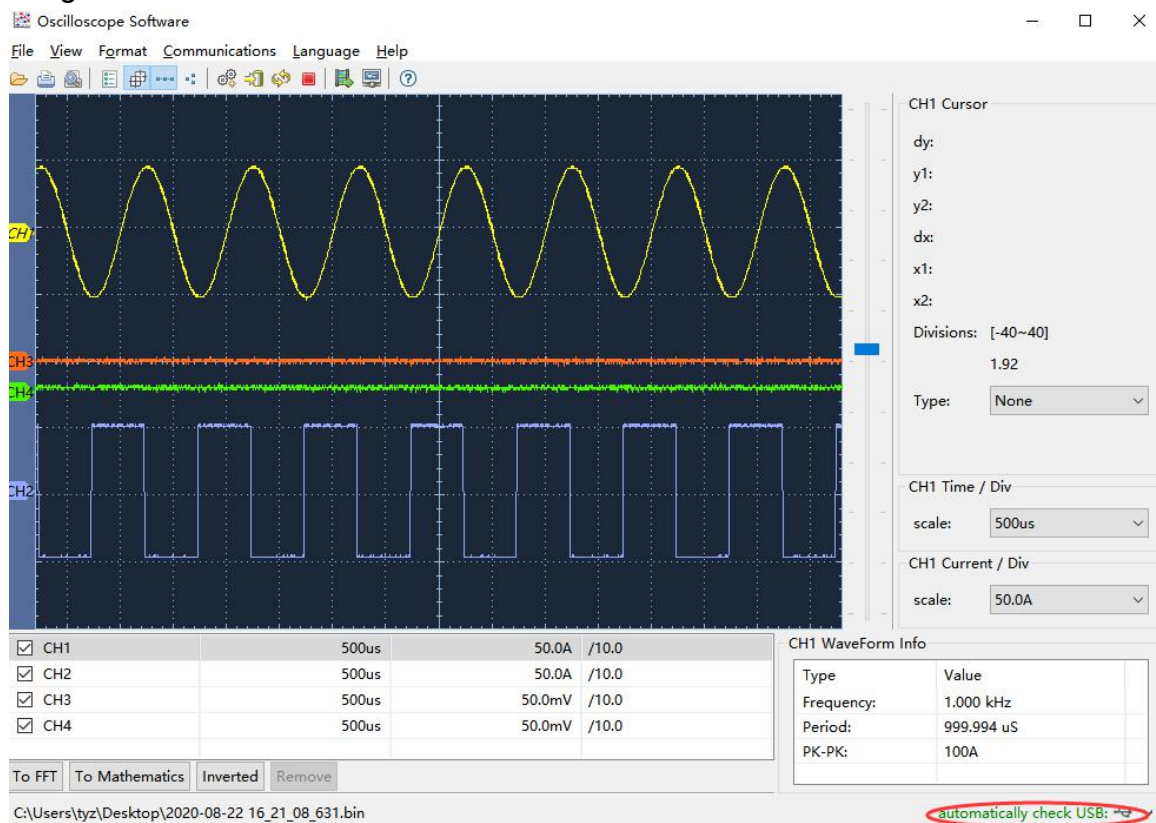 Oscilloscope Software
File View Format Communications Language Help
CH1 Cursor
dy:
y1:
y2:
dx:
x1:
x2:
Divisions: [-40~40]
1.92
Type: None
CH3
CH4
CH2
CH1 Time / Div
scale: 500us
CH1 Current / Div
scale: 50.0A
CH1 500us 50.0A /10.0
CH2 500us 50.0A /10.0
CH3 500us 50.0mV /10.0
CH4 500us 50.0mV /10.0
CH1 WaveForm Info
Type Value
Frequency: 1.000 kHz
Period: 999.994 uS
PK-PK: 100A
To FFT To Mathematics Inverted Remove
C:\Users\tyz\Desktop\2020-08-22 16_21_08_631.bin
automatically check USB: